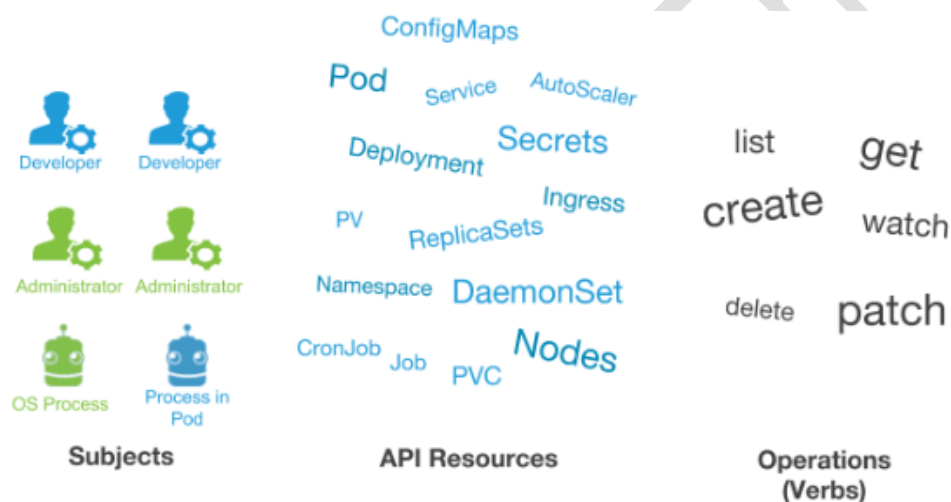 ConfigMaps
Pod
Service
AutoScaler
Secrets
Deployment
Ingress
PV
ReplicaSets
Namespace
DaemonSet
CronJob
Job
PVC
Nodes
Developer
Developer
Administrator
Administrator
OS Process
Process in
Pod
list
get
create
watch
delete
patch
Subjects
API Resources
Operations
(Verbs)